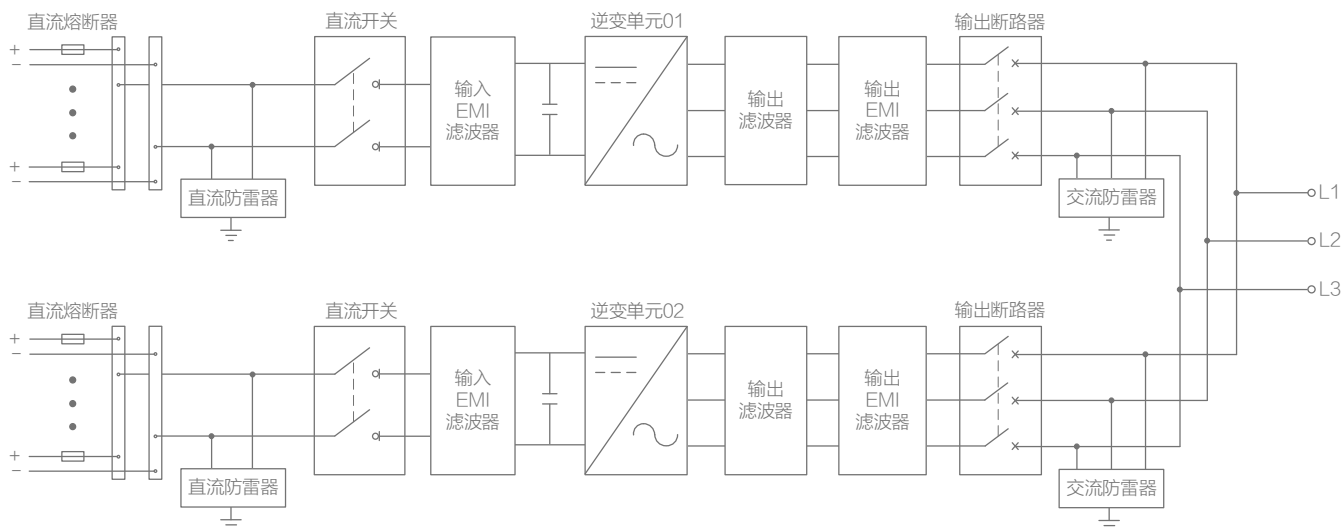 直流熔断器
直流开关
逆变单元01
输出断路器
+
−
+
−
输入
EMI
滤波器
输出
滤波器
输出
EMI
滤波器
直流防雷器
交流防雷器
L1
L2
L3
直流熔断器
直流开关
逆变单元02
输出断路器
+
−
+
−
输入
EMI
滤波器
输出
滤波器
输出
EMI
滤波器
直流防雷器
交流防雷器